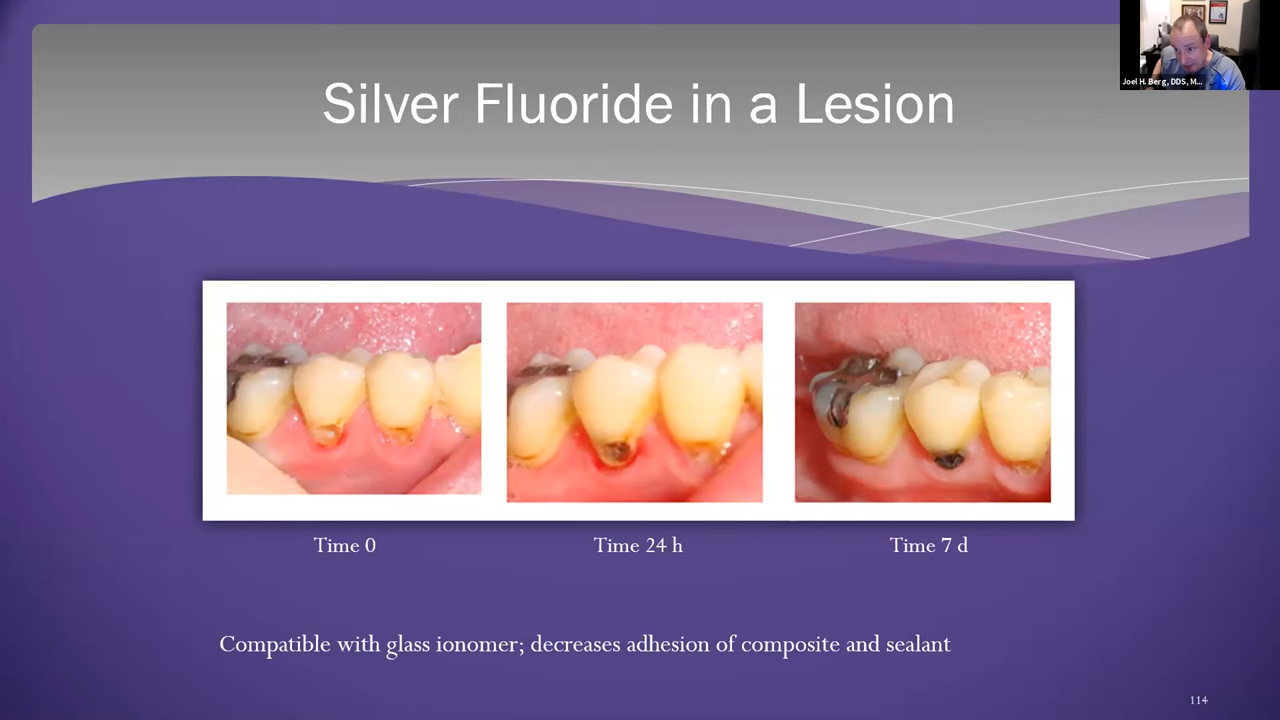 Silver Fluoride in a Lesion
Joel H. Berg, DDS, M...
Time 0
Time 24 h
Time 7 d
Compatible with glass ionomer; decreases adhesion of composite and sealant
114